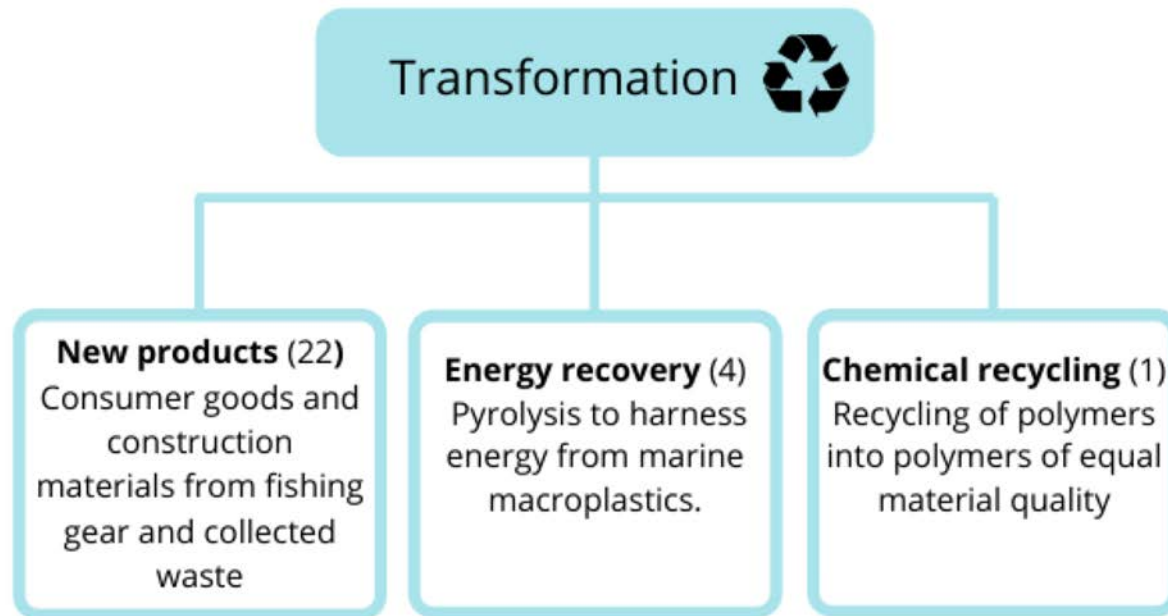 Transformation
New products (22)
Consumer goods and
construction
materials from fishing
gear and collected
waste
Energy recovery (4)
Pyrolysis to harness
energy from marine
macroplastics.
Chemical recycling (1)
Recycling of polymers
into polymers of equal
material quality